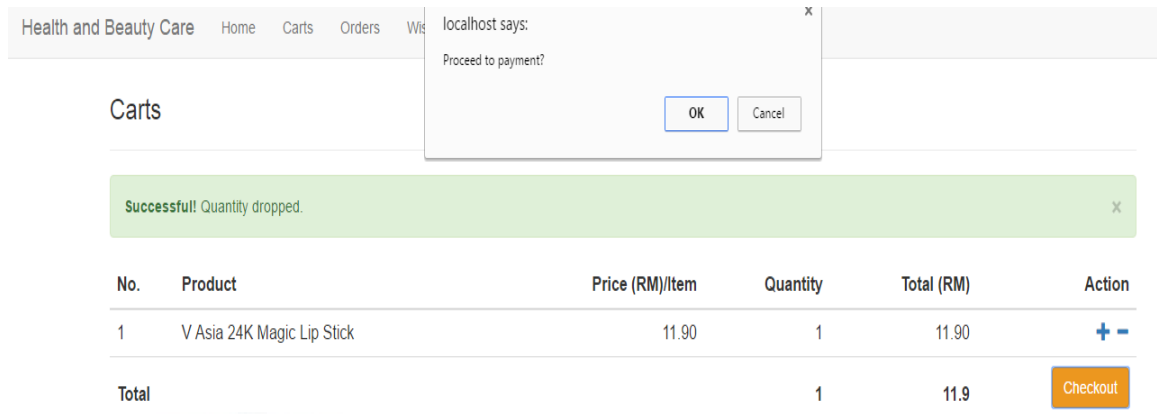 Health and Beauty Care Home Carts Orders
localhost says:
x
Proceed to payment?
OK Cancel
Carts
Successful! Quantity dropped. x
No. Product Price (RM)/Item Quantity Total (RM) Action
1 V Asia 24K Magic Lip Stick 11.90 1 11.90 + -
Total 1 11.9 Checkout